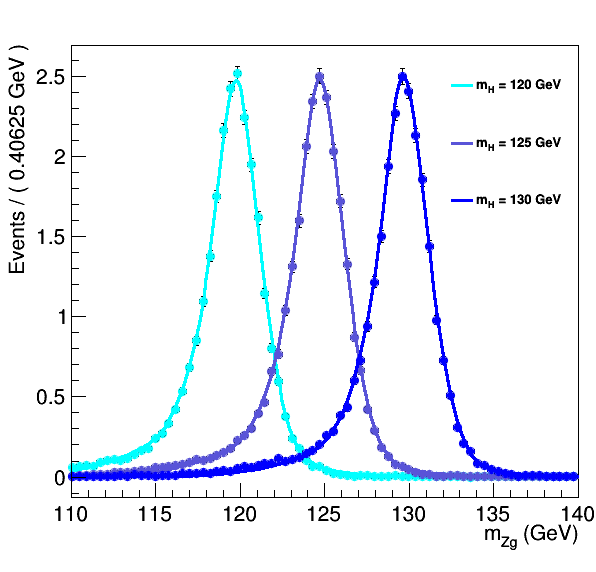 Events / ( 0.40625 GeV )
2.5
2
1.5
1
0.5
0
m_H = 120 GeV
m_H = 125 GeV
m_H = 130 GeV
110 115 120 125 130 135 140
m_Zg (GeV)